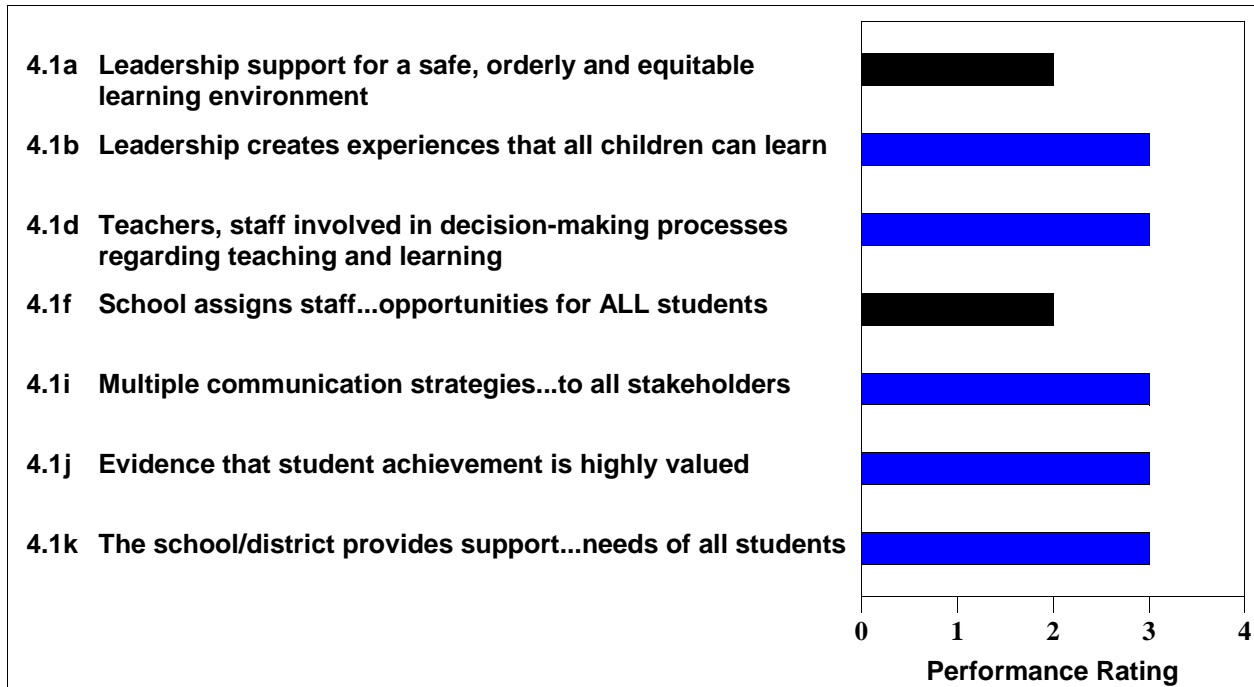 4.1a Leadership support for a safe, orderly and equitable
learning environment
4.1b Leadership creates experiences that all children can learn
4.1d Teachers, staff involved in decision-making processes
regarding teaching and learning
4.1f School assigns staff...opportunities for ALL students
4.1i Multiple communication strategies...to all stakeholders
4.1j Evidence that student achievement is highly valued
4.1k The school/district provides support...needs of all students
0 1 2 3 4
Performance Rating